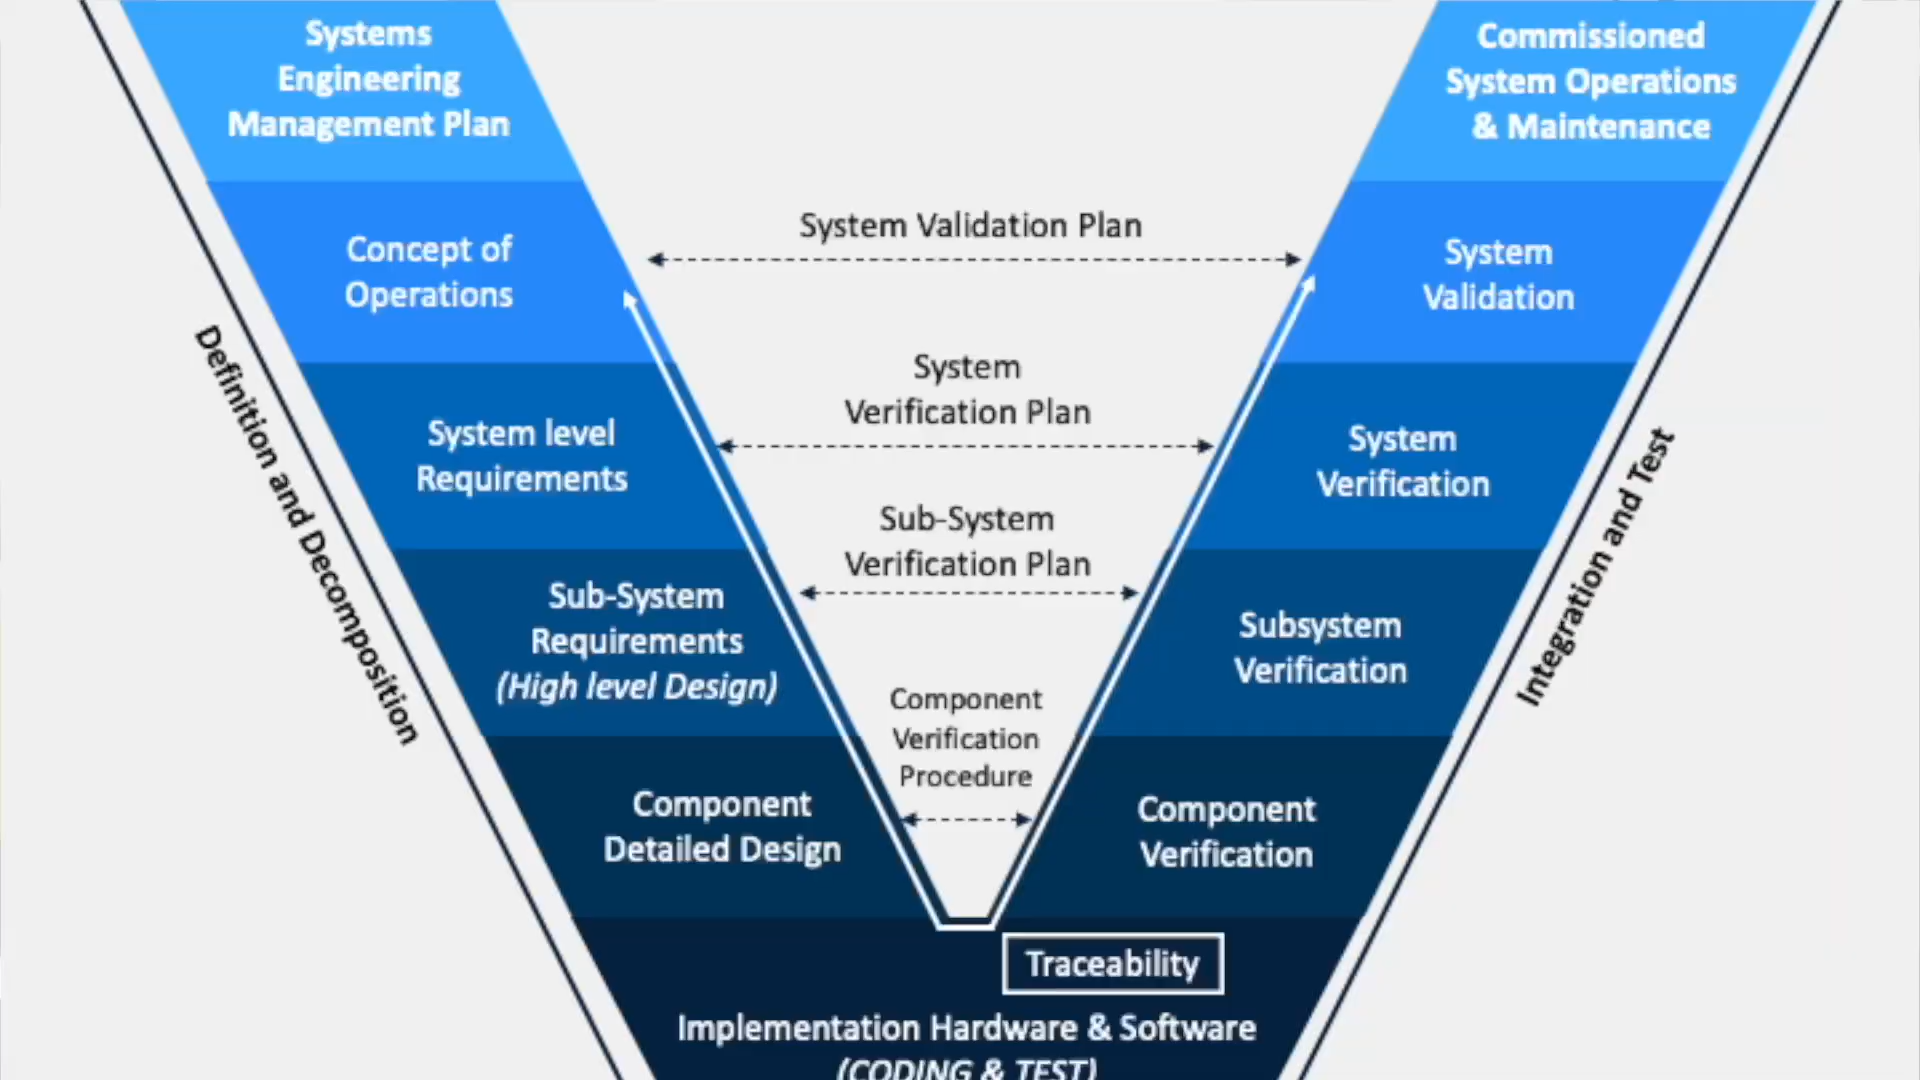 Systems
Engineering
Management Plan
Commissioned
System Operations
& Maintenance
System Validation Plan
Concept of
Operations
System
Validation
System
Verification Plan
System level
Requirements
System
Verification
Definition and Decomposition
Integration and Test
Sub-System
Verification Plan
Sub-System
Requirements
(High level Design)
Subsystem
Verification
Component
Verification
Procedure
Component
Detailed Design
Component
Verification
Traceability
Implementation Hardware & Software
(CODING & TEST)